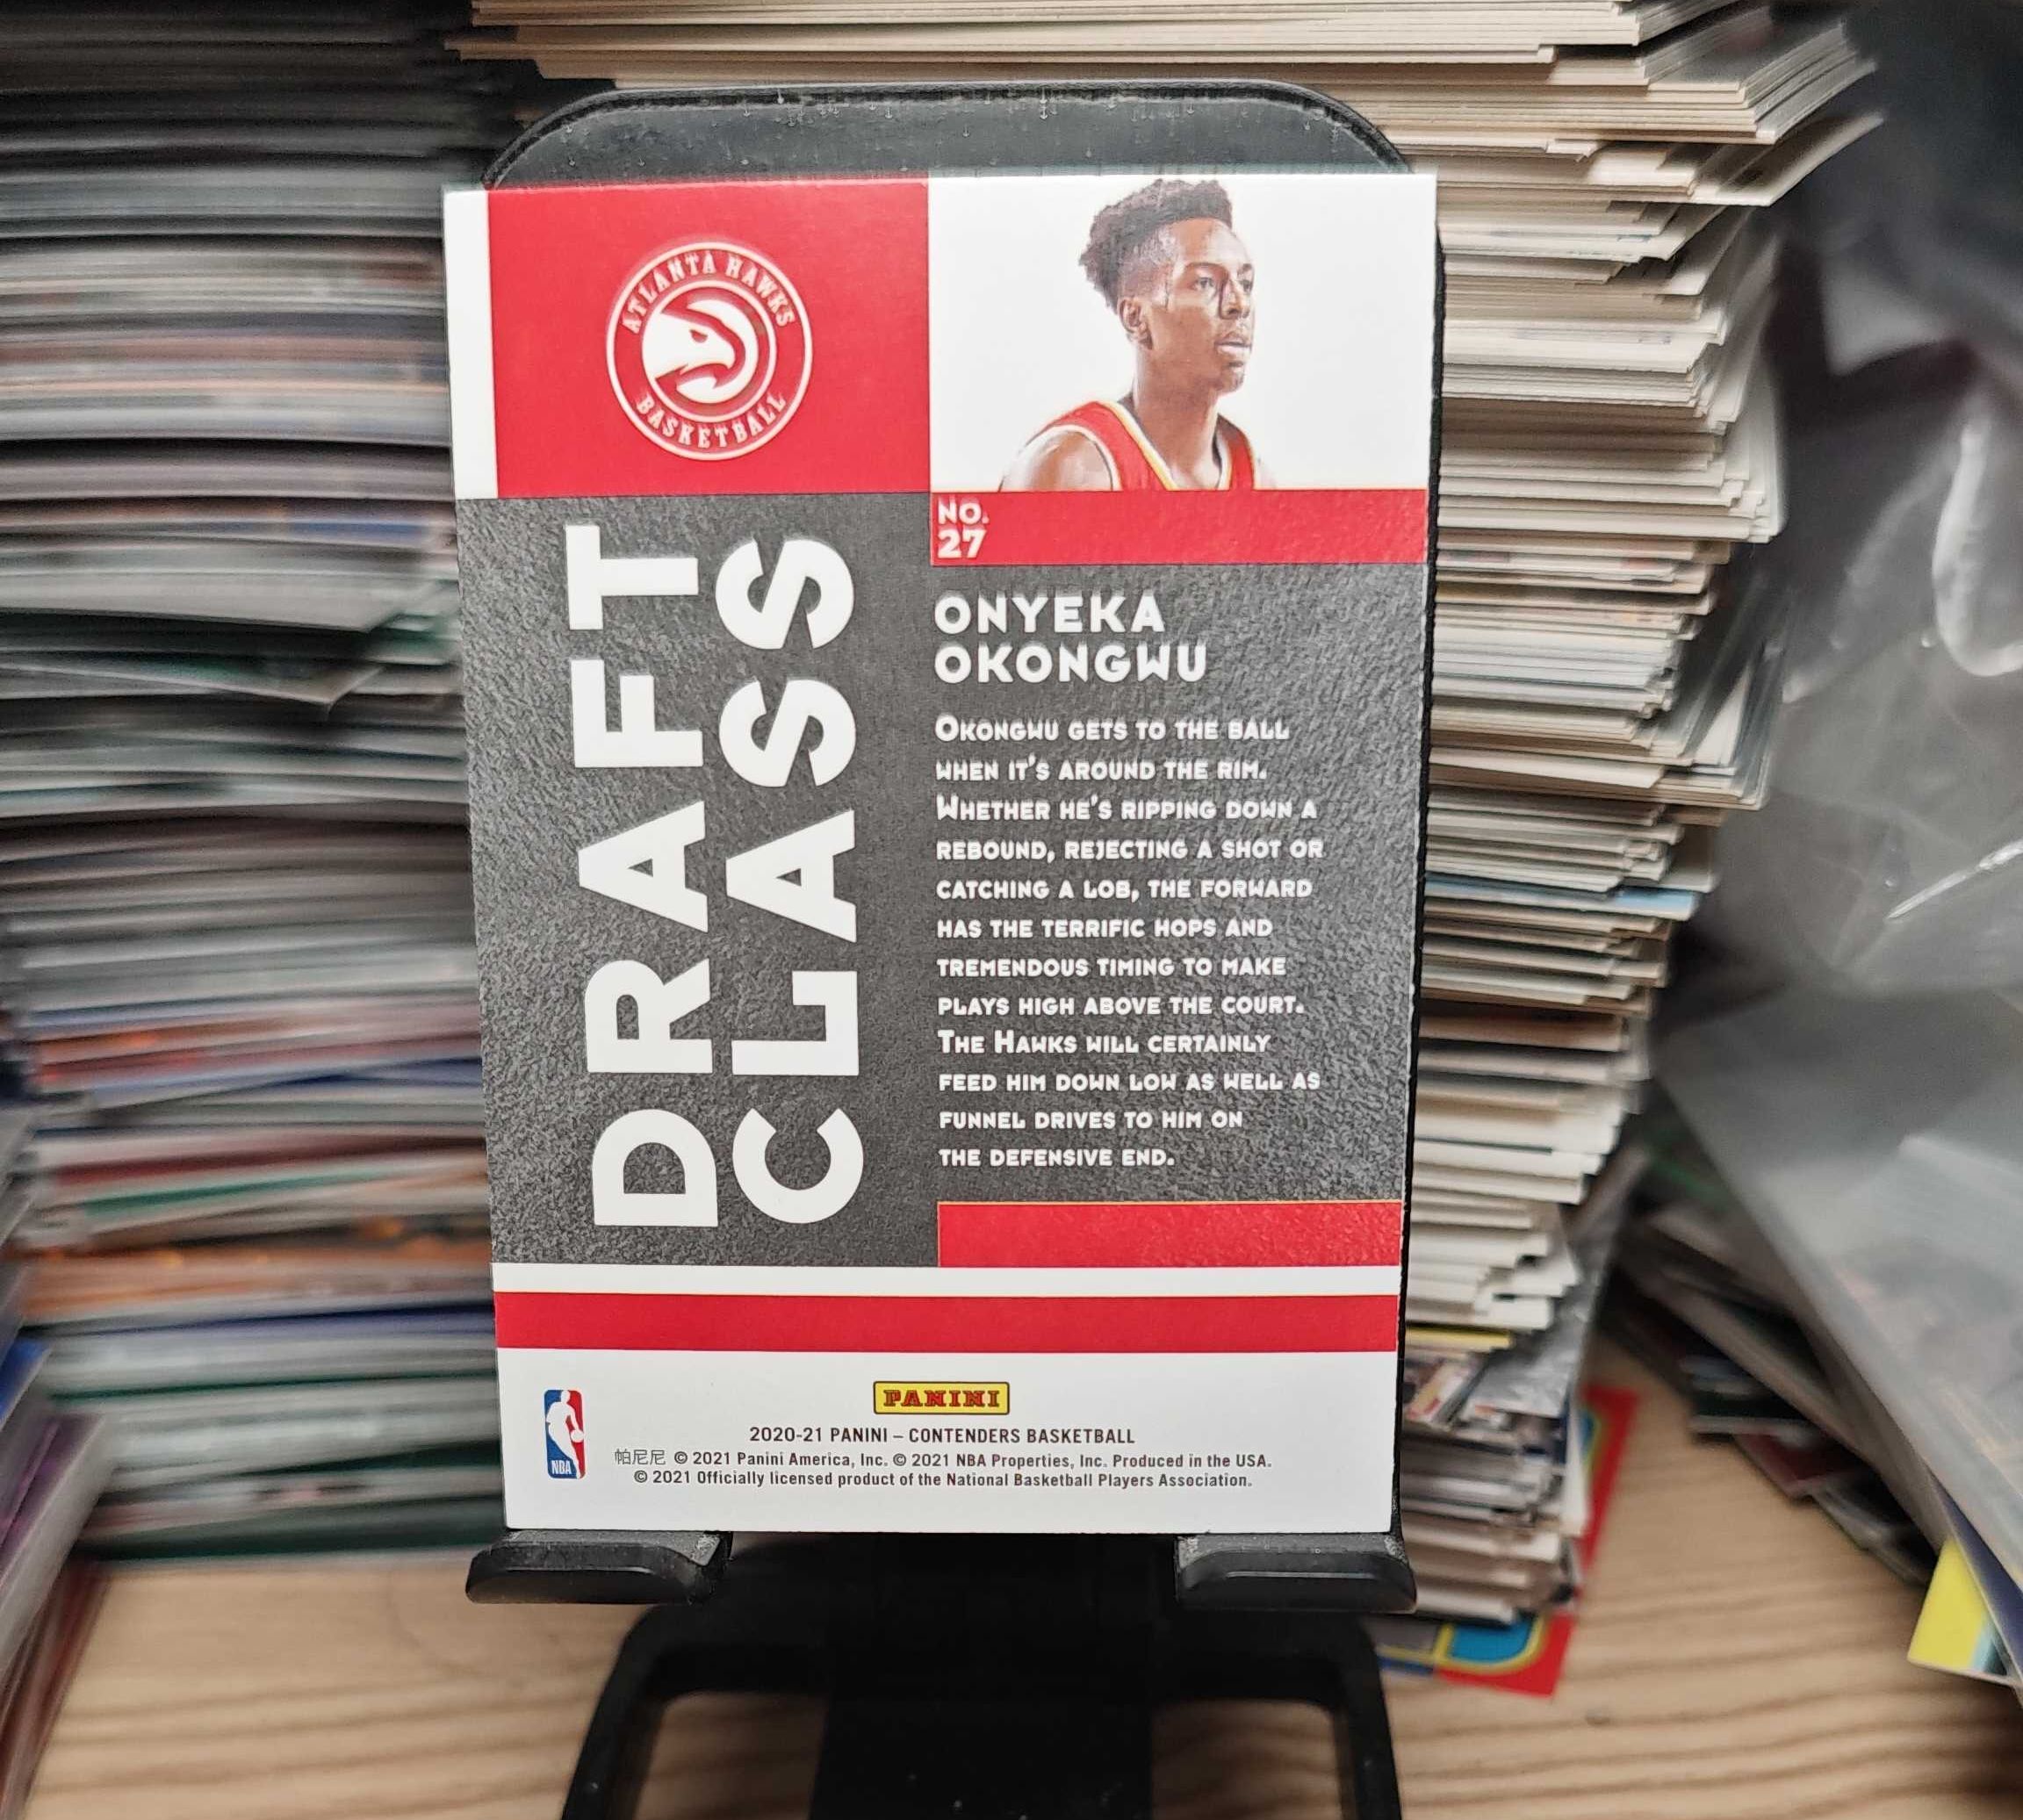 ATLANTA HAWKS
BASKETBALL
DRAFT
CLASS
NO.
27
ONYEKA
OKONGWU
OKONGWU GETS TO THE BALL
WHEN IT'S AROUND THE RIM.
WHETHER HE'S RIPPING DOWN A
REBOUND, REJECTING A SHOT OR
CATCHING A LOB, THE FORWARD
HAS THE TERRIFIC HOPS AND
TREMENDOUS TIMING TO MAKE
PLAYS HIGH ABOVE THE COURT.
THE HAWKS WILL CERTAINLY
FEED HIM DOWN LOW AS WELL AS
FUNNEL DRIVES TO HIM ON
THE DEFENSIVE END.
PANINI
NBA
2020-21 PANINI – CONTENDERS BASKETBALL
帕尼尼 © 2021 Panini America, Inc. © 2021 NBA Properties, Inc. Produced in the USA.
© 2021 Officially licensed product of the National Basketball Players Association.